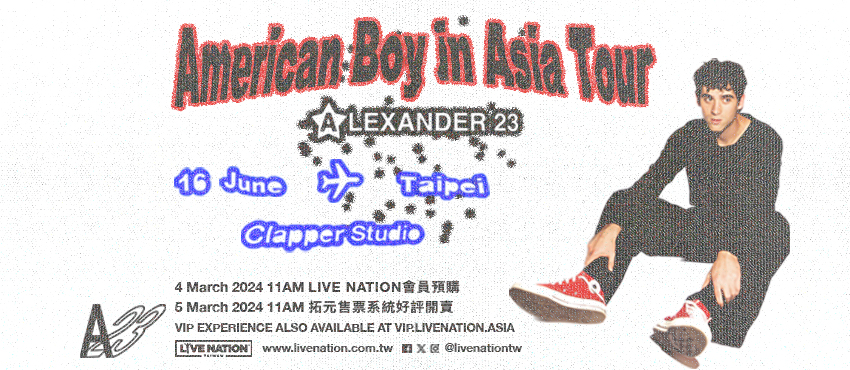 American Boy in Asia Tour
ALEXANDER 23
16 June Taipei
Clapper Studio
4 March 2024 11AM LIVE NATION會員預購
5 March 2024 11AM 拓元售票系統好評開賣
VIP EXPERIENCE ALSO AVAILABLE AT VIP.LIVENATION.ASIA
A23
LIVE NATION www.livenation.com.tw @livenationtw